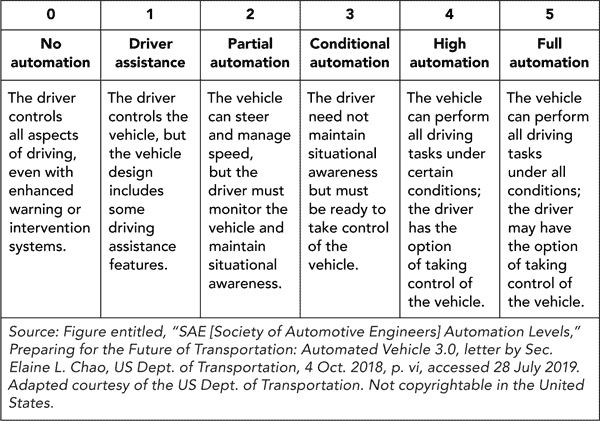 0 1 2 3 4 5
No automation
Driver assistance
Partial automation
Conditional automation
High automation
Full automation
The driver
controls
all aspects
of driving,
even with
enhanced
warning or
intervention
systems.
The driver
controls the
vehicle, but
the vehicle
design
includes
some
driving
assistance
features.
The vehicle
can steer
and manage
speed,
but the
driver must
monitor the
vehicle and
maintain
situational
awareness.
The driver
need not
maintain
situational
awareness
but must
be ready to
take control
of the
vehicle.
The vehicle
can perform
all driving
tasks under
certain
conditions;
the driver
has the
option
of taking
control of
the vehicle.
The vehicle
can perform
all driving
tasks
under all
conditions;
the driver
may have
the option
of taking
control of
the vehicle.
Source: Figure entitled, “SAE [Society of Automotive Engineers] Automation Levels,”
Preparing for the Future of Transportation: Automated Vehicle 3.0, letter by Sec.
Elaine L. Chao, US Dept. of Transportation, 4 Oct. 2018, p. vi, accessed 28 July 2019.
Adapted courtesy of the US Dept. of Transportation. Not copyrightable in the United
States.